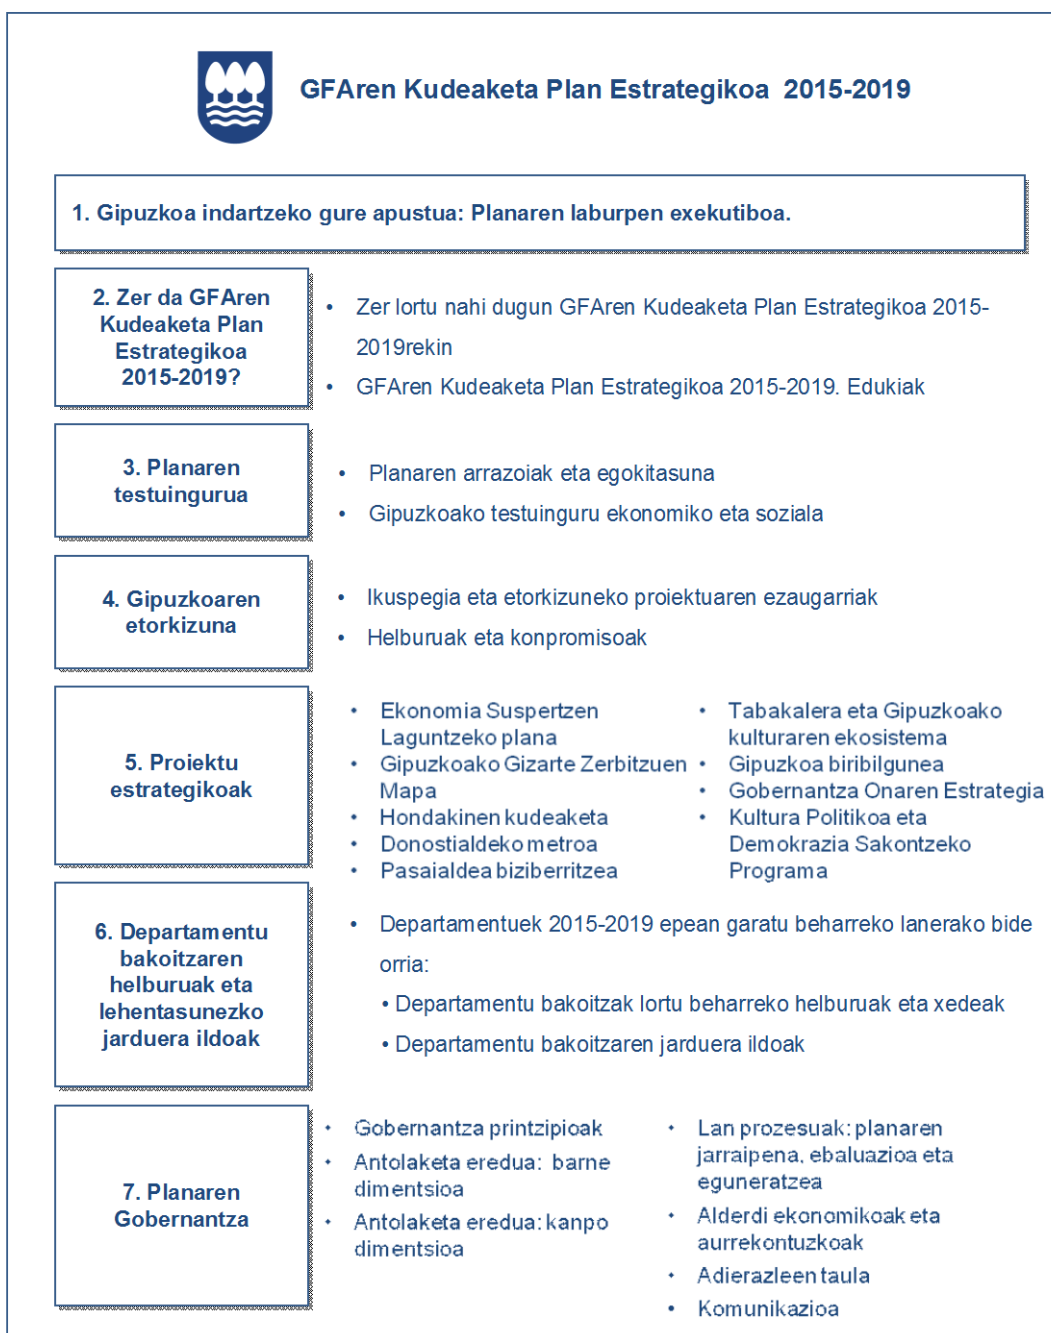 GFAren Kudeaketa Plan Estrategikoa 2015-2019
1. Gipuzkoa indartzeko gure apustua: Planaren laburpen exekutiboa.
2. Zer da GFAren
Kudeaketa Plan
Estrategikoa
2015-2019?
• Zer lortu nahi dugun GFAren Kudeaketa Plan Estrategikoa 2015-
2019rekin
• GFAren Kudeaketa Plan Estrategikoa 2015-2019. Edukiak
3. Planaren
testuingurua
• Planaren arrazoiak eta egokitasuna
• Gipuzkoako testuinguru ekonomiko eta soziala
4. Gipuzkoaren
etorkizuna
• Ikuspegia eta etorkizuneko proiektuaren ezaugarriak
• Helburuak eta konpromisoak
5. Proiektu
estrategikoak
• Ekonomia Suspertzen
Laguntzeko plana
• Gipuzkoako Gizarte Zerbitzuen
Mapa
• Hondakinen kudeaketa
• Donostialdeko metroa
• Pasaialdea biziberritzea
• Tabakalera eta Gipuzkoako
kulturaren ekosistema
• Gipuzkoa biribilgunea
• Gobernantza Onaren Estrategia
• Kultura Politikoa eta
Demokrazia Sakontzeko
Programa
6. Departamentu
bakoitzaren
helburuak eta
lehentasunezko
jarduera ildoak
• Departamentuek 2015-2019 epean garatu beharreko lanerako bide
orria:
• Departamentu bakoitzak lortu beharreko helburuak eta xedeak
• Departamentu bakoitzaren jarduera ildoak
7. Planaren
Gobernantza
• Gobernantza printzipioak
• Antolaketa eredua: barne
dimentsioa
• Antolaketa eredua: kanpo
dimentsioa
• Lan prozesuak: planaren
jarraipena, ebaluazioa eta
eguneratzea
• Alderdi ekonomikoak eta
aurrekontuzkoak
• Adierazleen taula
• Komunikazioa